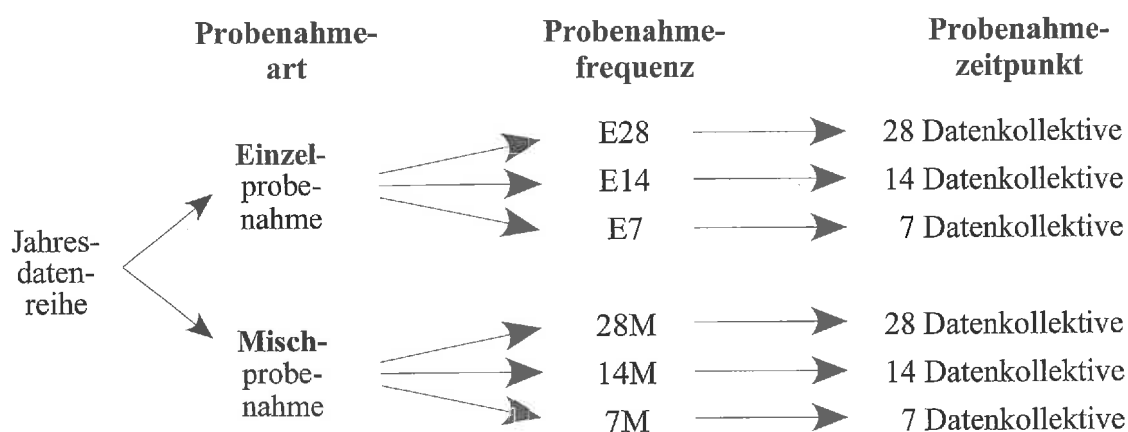 Probenahme-
art
Probenahme-
frequenz
Probenahme-
zeitpunkt
Jahres-
daten-
reihe
Einzel-
probe-
nahme
E28
28 Datenkollektive
E14
14 Datenkollektive
E7
7 Datenkollektive
Misch-
probe-
nahme
28M
28 Datenkollektive
14M
14 Datenkollektive
7M
7 Datenkollektive